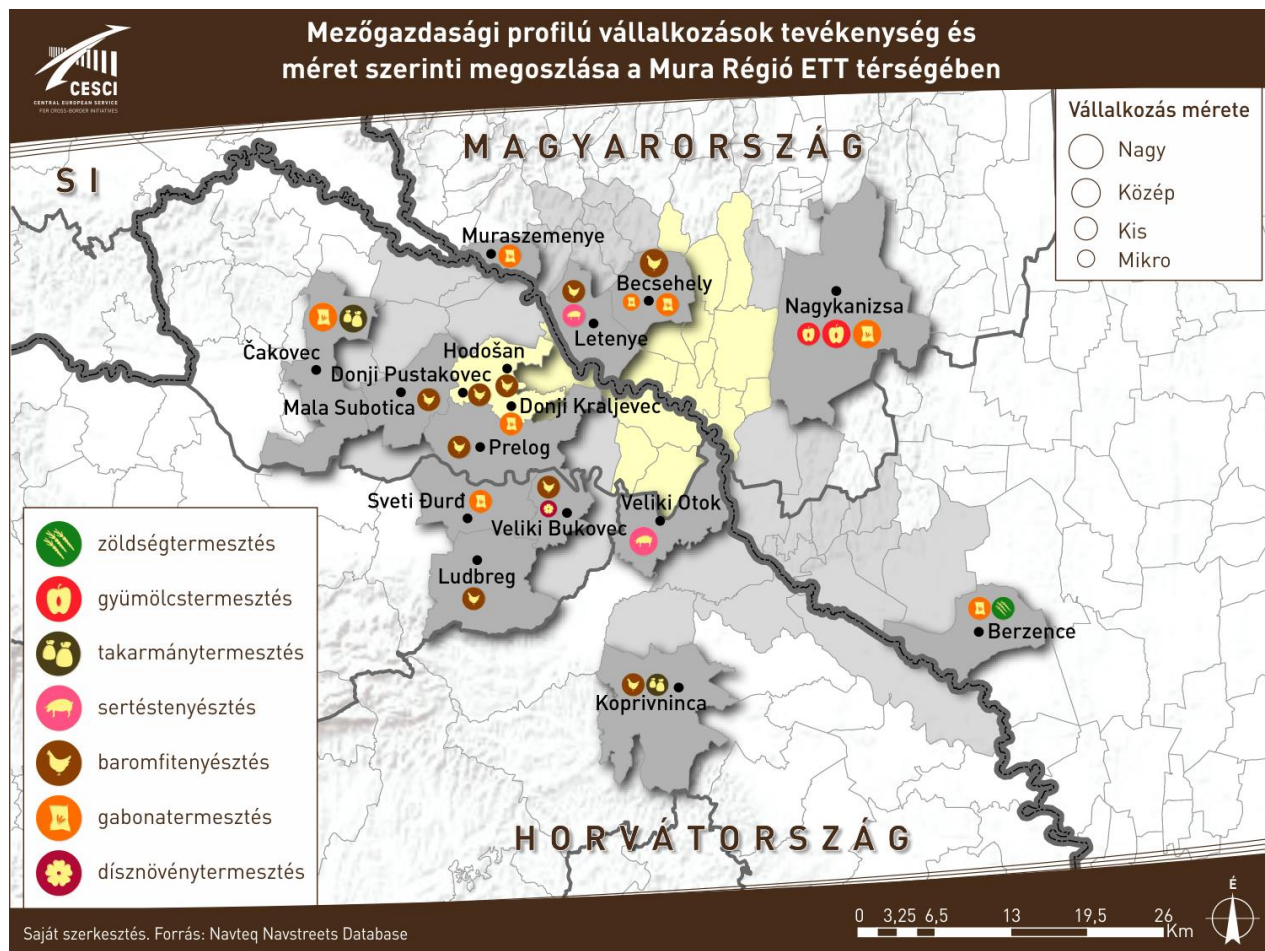 Mezőgazdasági profilú vállalkozások tevékenység és
méret szerinti megoszlása a Mura Régió ETT térségében
CESCI
CENTRAL EUROPEAN SERVICE
FOR CROSS-BORDER INITIATIVES
Vállalkozás mérete
Nagy
Közép
Kis
Mikro
MAGYARORSZÁG
SI
Muraszemenye
Becsehely
Nagykanizsa
Letenye
Čakovec
Hodošan
Donji Pustakovec
Mala Subotica
Donji Kraljevec
Prelog
Sveti Đurđ
Veliki Otok
Veliki Bukovec
Ludbreg
Berzence
Koprivninca
HORVÁTORSZÁG
zöldségtermesztés
gyümölcstermesztés
takarmánytermesztés
sertéstenyésztés
baromfitenyésztés
gabonatermesztés
dísznövénytermesztés
É
0 3,25 6,5 13 19,5 26
Km
Saját szerkesztés. Forrás: Navteq Navstreets Database